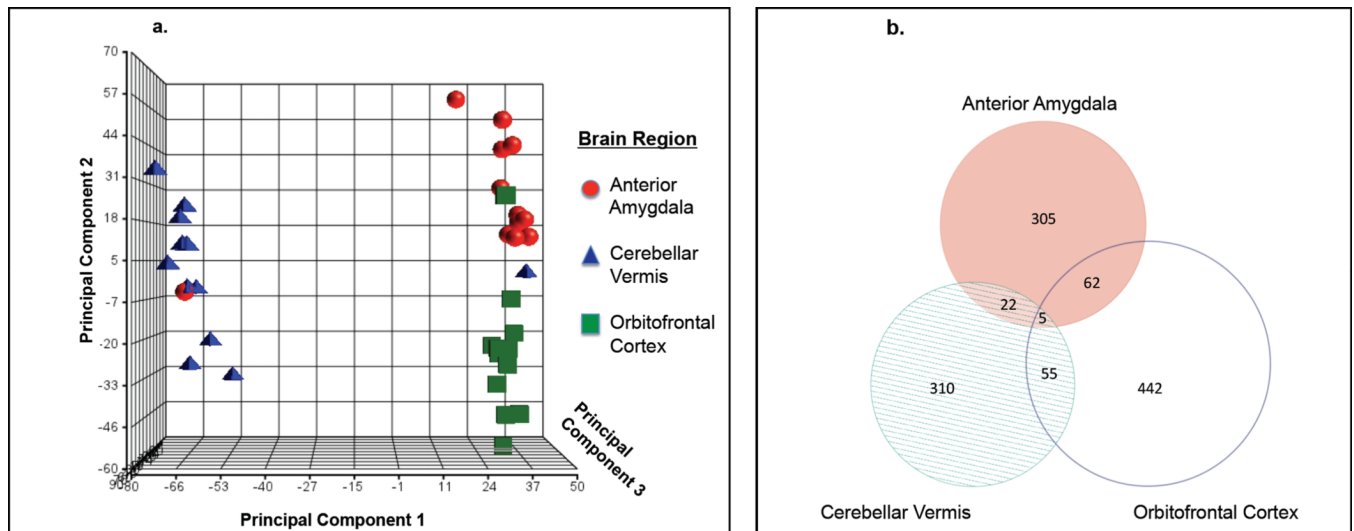 a.
70
57
44
31
18
5
-7
-20
-33
-46
-60
Principal Component 2
-80
-66
-53
-40
-27
-15
-1
11
24
37
50
Principal Component 1
Principal
Component 3
Brain Region
Anterior
Amygdala
Cerebellar
Vermis
Orbitofrontal
Cortex
b.
Anterior Amygdala
305
62
22
5
55
310
442
Cerebellar Vermis
Orbitofrontal Cortex